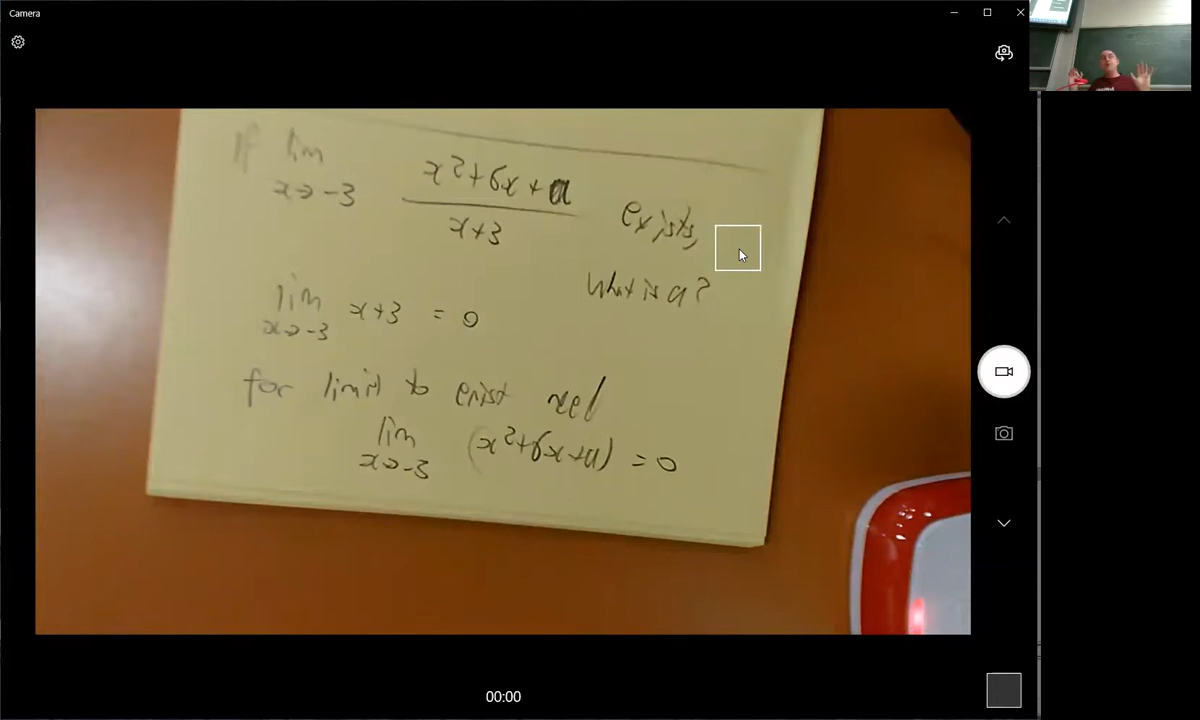 Camera
If lim x→-3 x²+6x+a / x+3 exists,
what is a?
lim x→-3 x+3 = 0
for limit to exist need
lim x→-3 (x²+6x+a) = 0
00:00